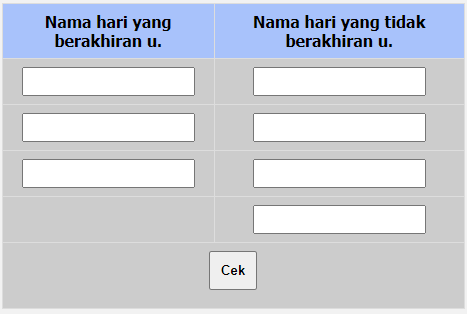 Nama hari yang
berakhiran u.
Nama hari yang tidak
berakhiran u.
Cek